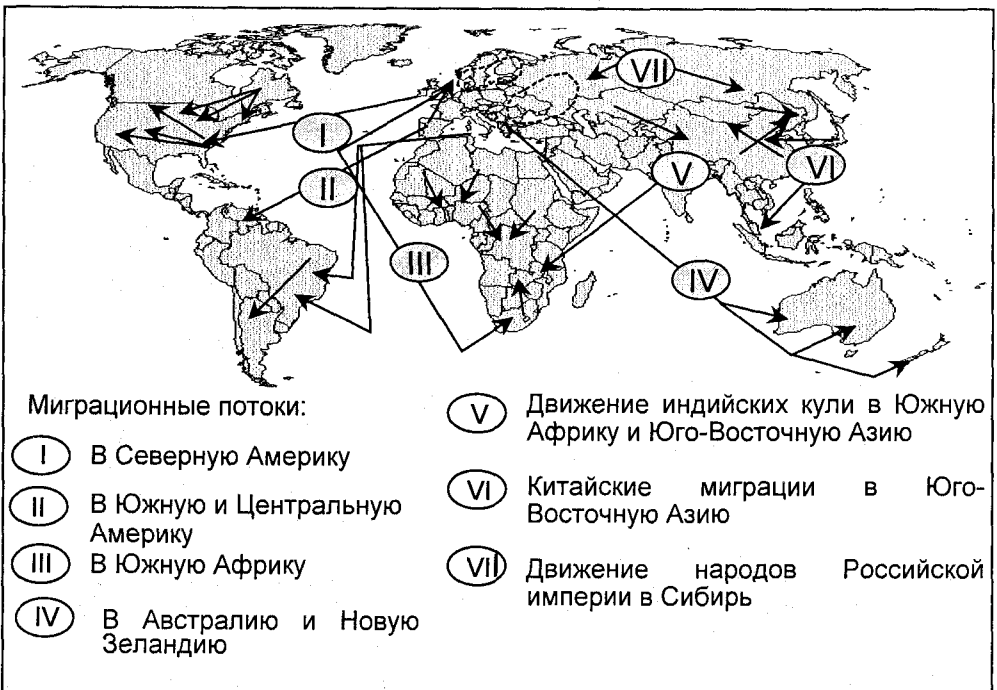 VII
I
V
VI
II
III
IV
Миграционные потоки:
I В Северную Америку
II В Южную и Центральную
Америку
III В Южную Африку
IV В Австралию и Новую
Зеландию
V Движение индийских кули в Южную
Африку и Юго-Восточную Азию
VI Китайские миграции в Юго-
Восточную Азию
VII Движение народов Российской
империи в Сибирь